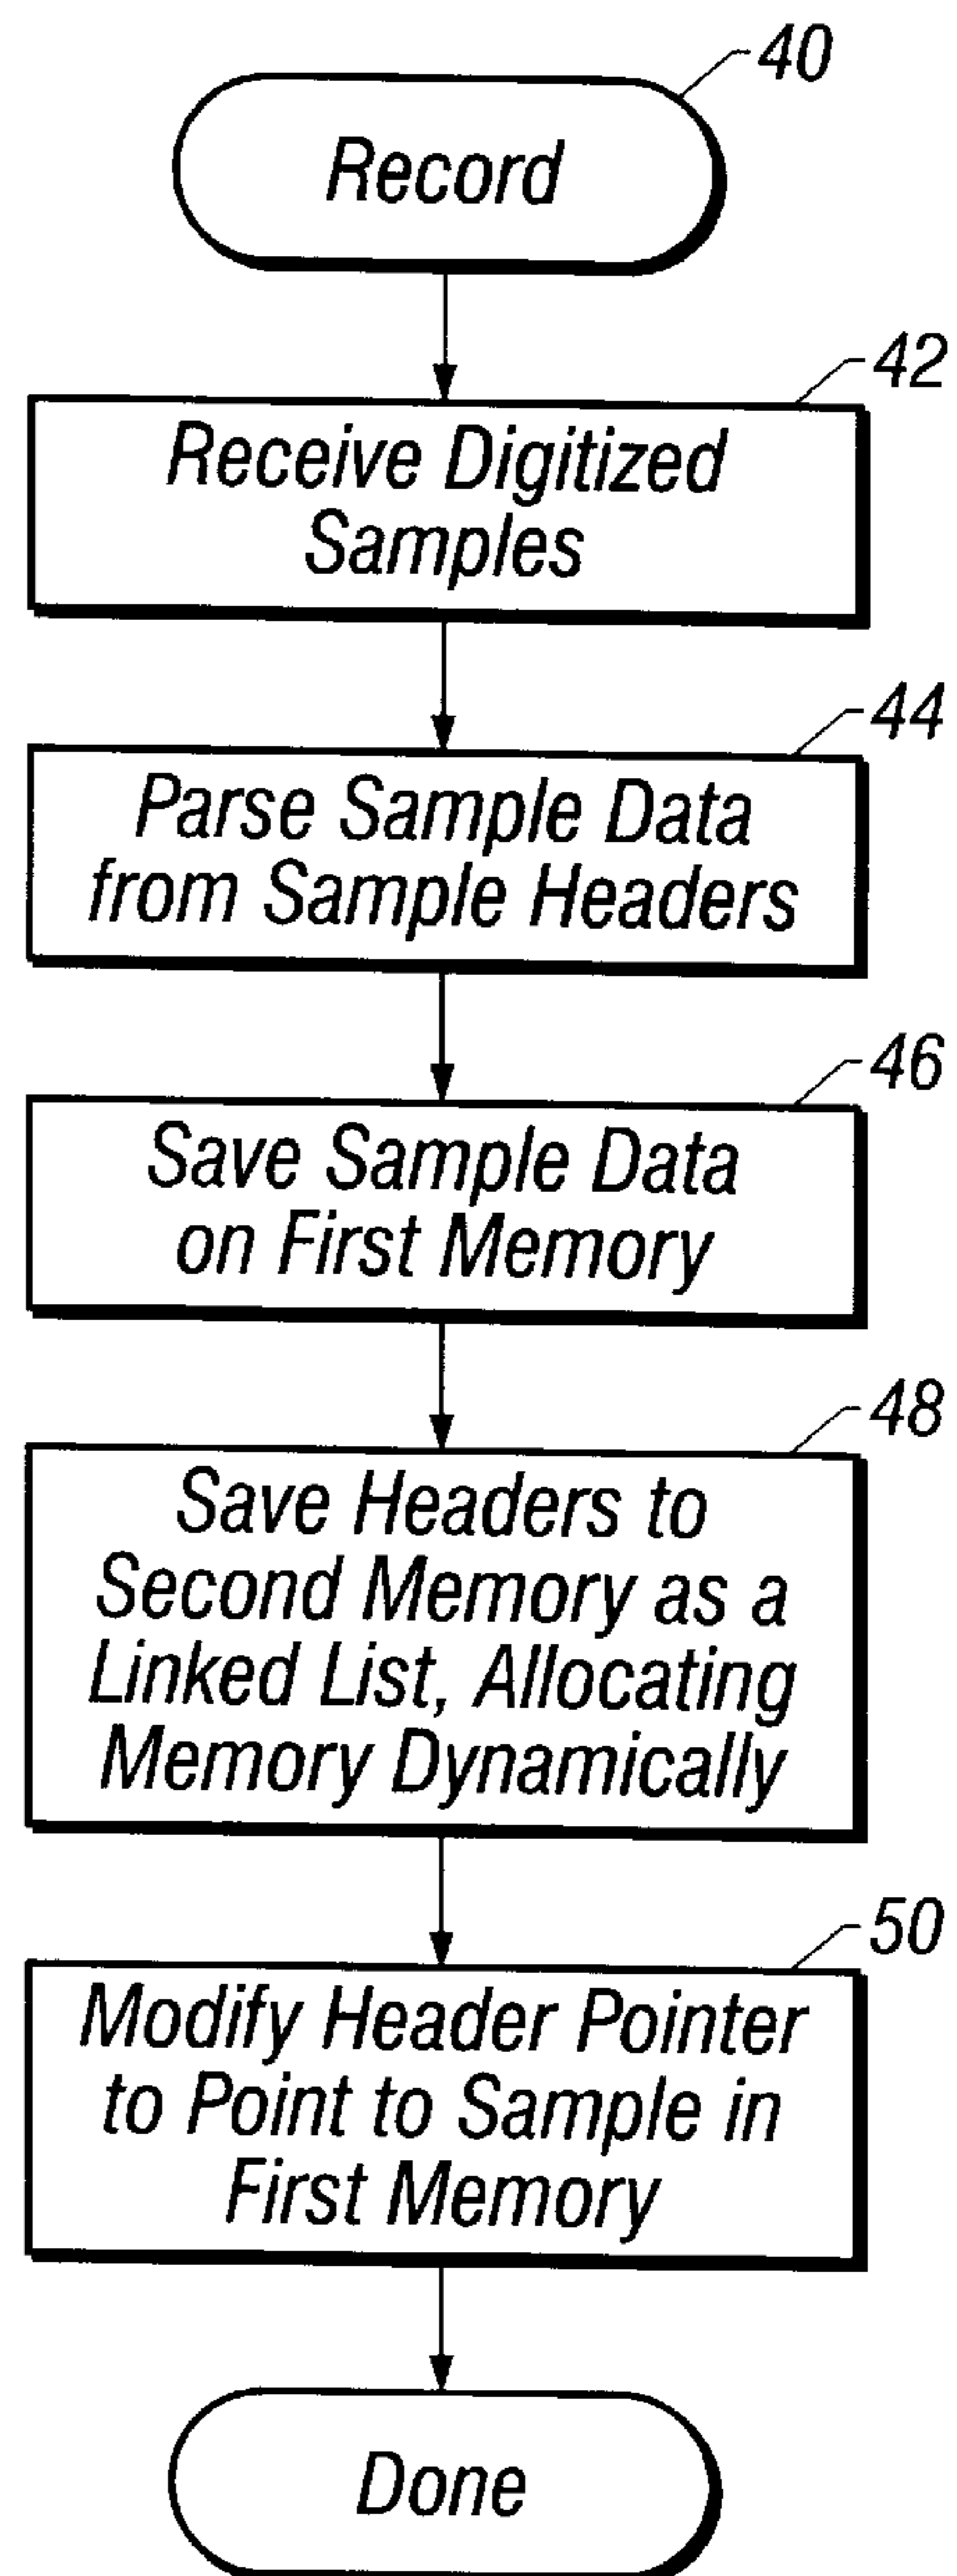 40
Record
42
Receive Digitized
Samples
44
Parse Sample Data
from Sample Headers
46
Save Sample Data
on First Memory
48
Save Headers to
Second Memory as a
Linked List, Allocating
Memory Dynamically
50
Modify Header Pointer
to Point to Sample in
First Memory
Done